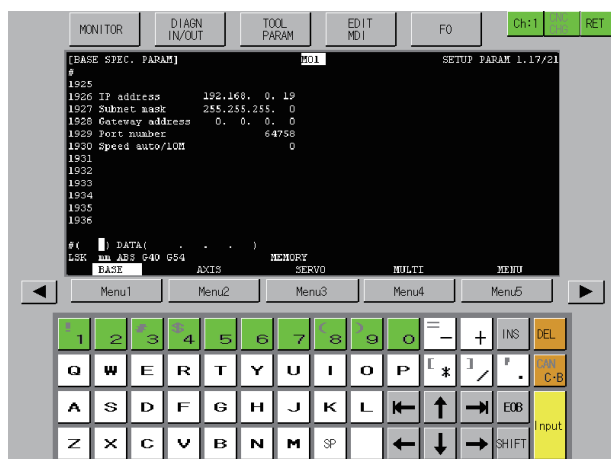 MONITOR
DIAGN
IN/OUT
TOOL
PARAM
EDIT
MDI
F0
Ch:1
CNC
CHG
RET
[BASE SPEC. PARAM] M01 SETUP PARAM 1.17/21
#
1925
1926 IP address 192.168. 0. 19
1927 Subnet mask 255.255.255. 0
1928 Gateway address 0. 0. 0. 0
1929 Port number 64758
1930 Speed auto/10M 0
1931
1932
1933
1934
1935
1936
#( ) DATA( . . . )
LSK mm ABS G40 G54 MEMORY
BASE AXIS SERVO MULTI MENU
Menu1 Menu2 Menu3 Menu4 Menu5
! 1 2 # 3 $ 4 5 6 7 ( 8 ) 9 0 = - + INS DEL
Q W E R T Y U I O P [ * ] / ' . CAN C·B
A S D F G H J K L EOB Input
Z X C V B N M SP SHIFT